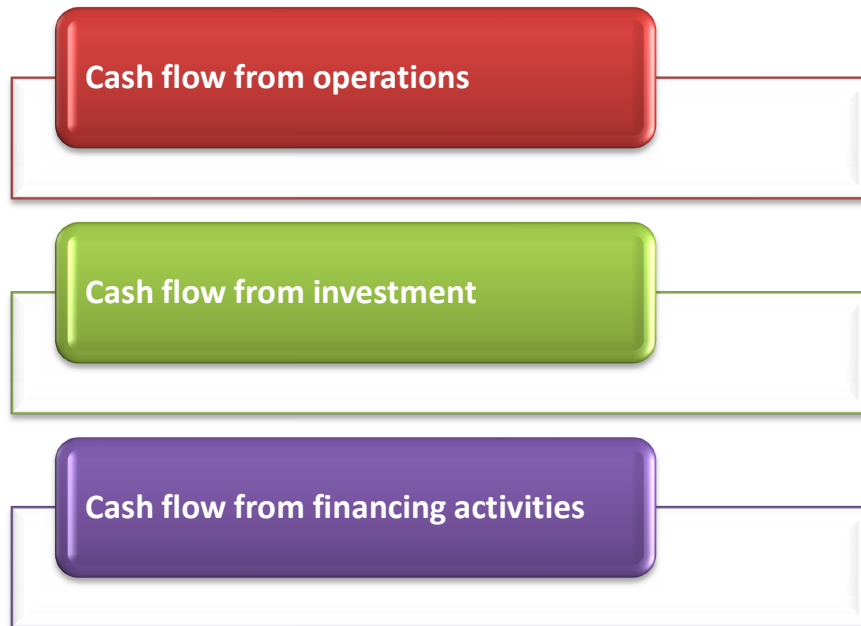 Cash flow from operations
Cash flow from investment
Cash flow from financing activities